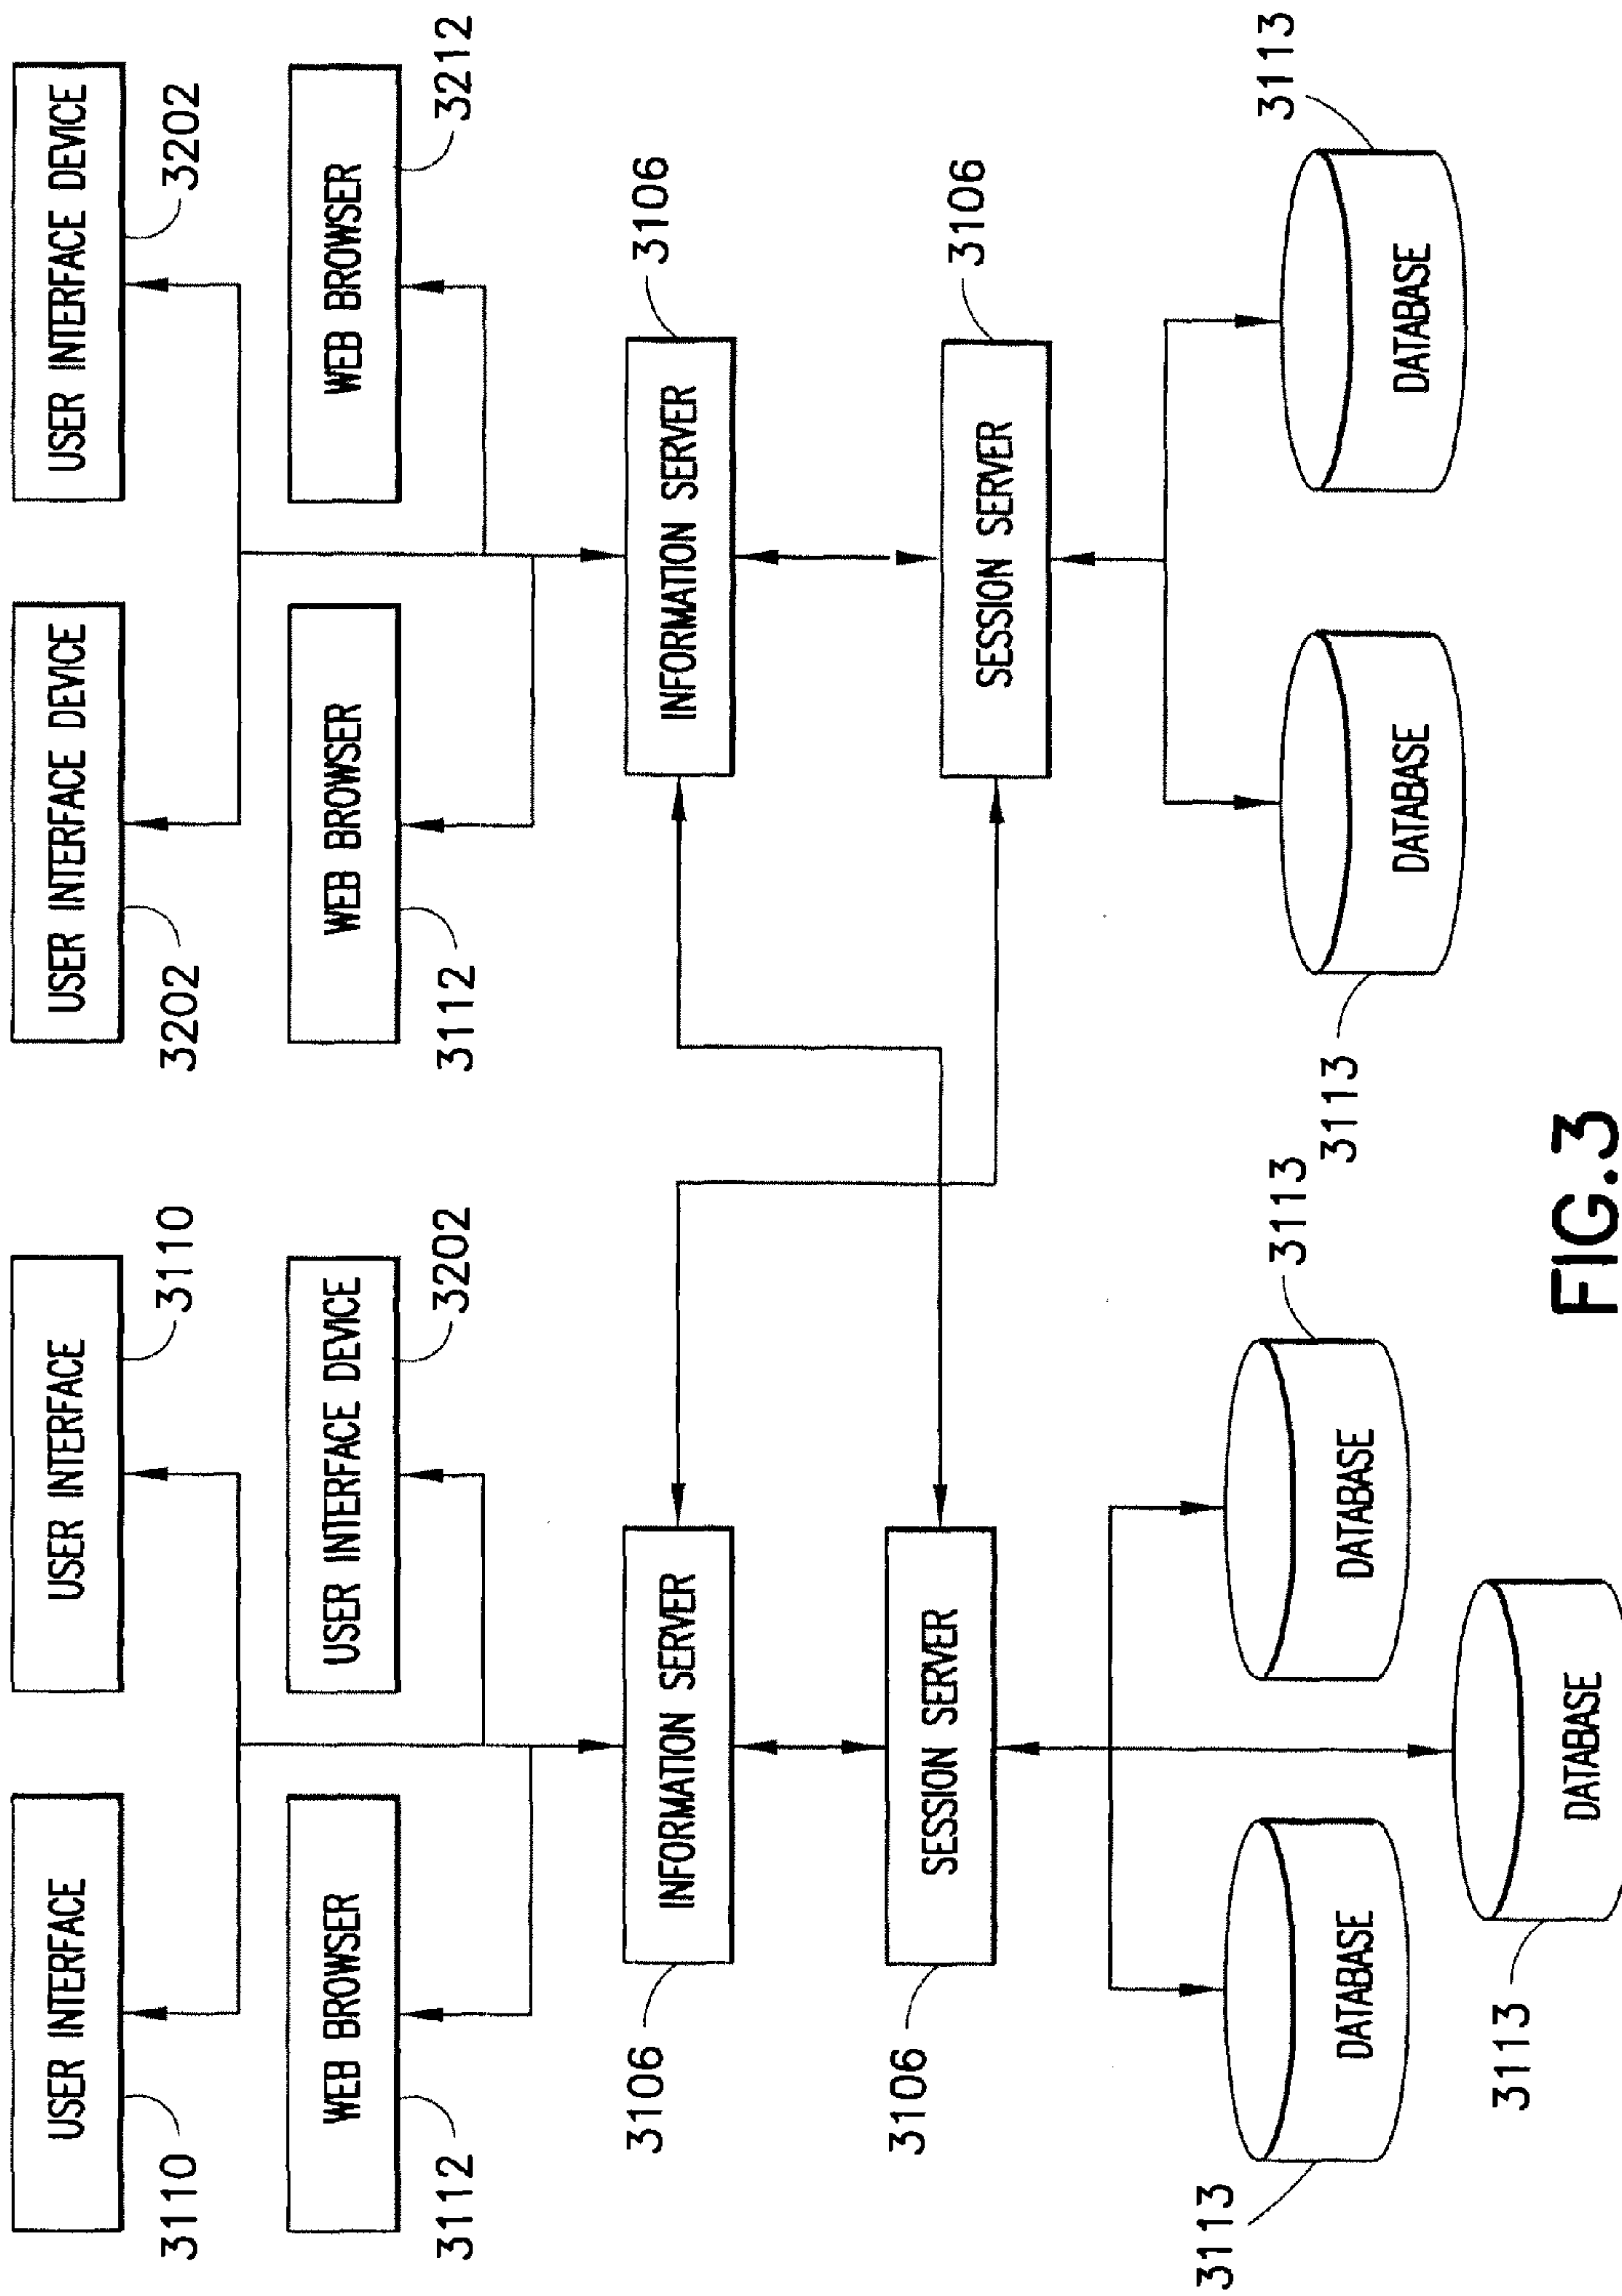 USER INTERFACE
USER INTERFACE
USER INTERFACE DEVICE
USER INTERFACE DEVICE
3110
3110
3202
3202
WEB BROWSER
USER INTERFACE DEVICE
WEB BROWSER
WEB BROWSER
3112
3202
3112
3212
3106
INFORMATION SERVER
INFORMATION SERVER
3106
3106
SESSION SERVER
SESSION SERVER
3106
3113
DATABASE
DATABASE
3113
3113
DATABASE
3113
DATABASE
DATABASE
3113
FIG.3